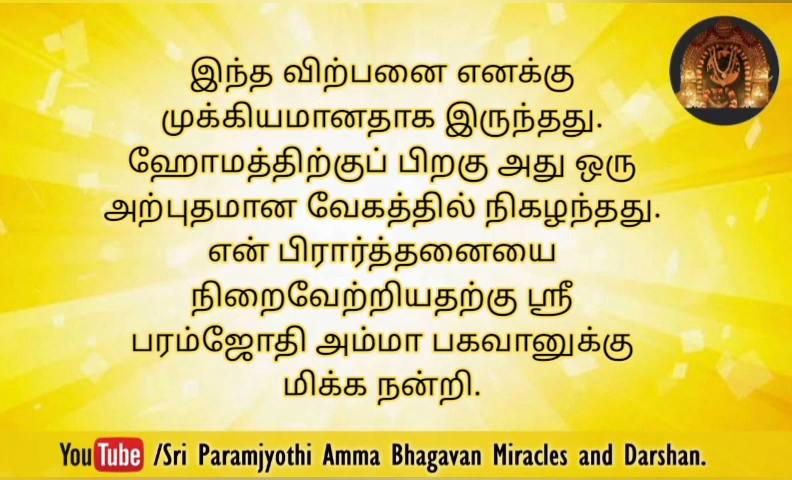 இந்த விற்பனை எனக்கு
முக்கியமானதாக இருந்தது.
ஹோமத்திற்குப் பிறகு அது ஒரு
அற்புதமான வேகத்தில் நிகழந்தது.
என் பிரார்த்தனையை
நிறைவேற்றியதற்கு ஸ்ரீ
பரம்ஜோதி அம்மா பகவானுக்கு
மிக்க நன்றி.
YouTube /Sri Paramjyothi Amma Bhagavan Miracles and Darshan.